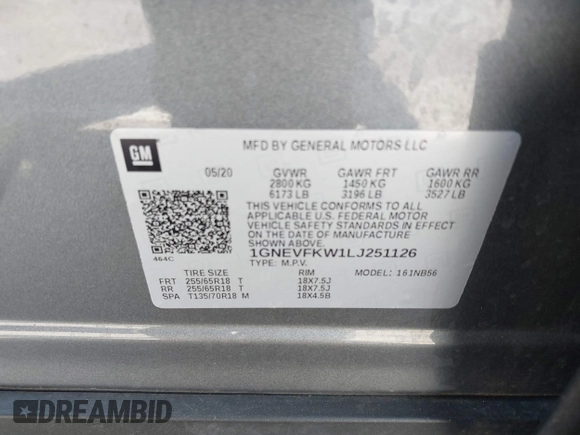 GM
MFD BY GENERAL MOTORS LLC
05/20 GVWR GAWR FRT GAWR RR
2800 KG 1450 KG 1600 KG
6173 LB 3196 LB 3527 LB
THIS VEHICLE CONFORMS TO ALL
APPLICABLE U.S. FEDERAL MOTOR
VEHICLE SAFETY STANDARDS IN
EFFECT ON THE DATE OF MANUFACTURE
SHOWN ABOVE.
1GNEVFKW1LJ251126
464C
TYPE: M.P.V. MODEL: 161NB56
TIRE SIZE RIM
FRT 255/65R18 T 18X7.5J
RR 255/65R18 T 18X7.5J
SPA T135/70R18 M 18X4.5B
DREAMBID